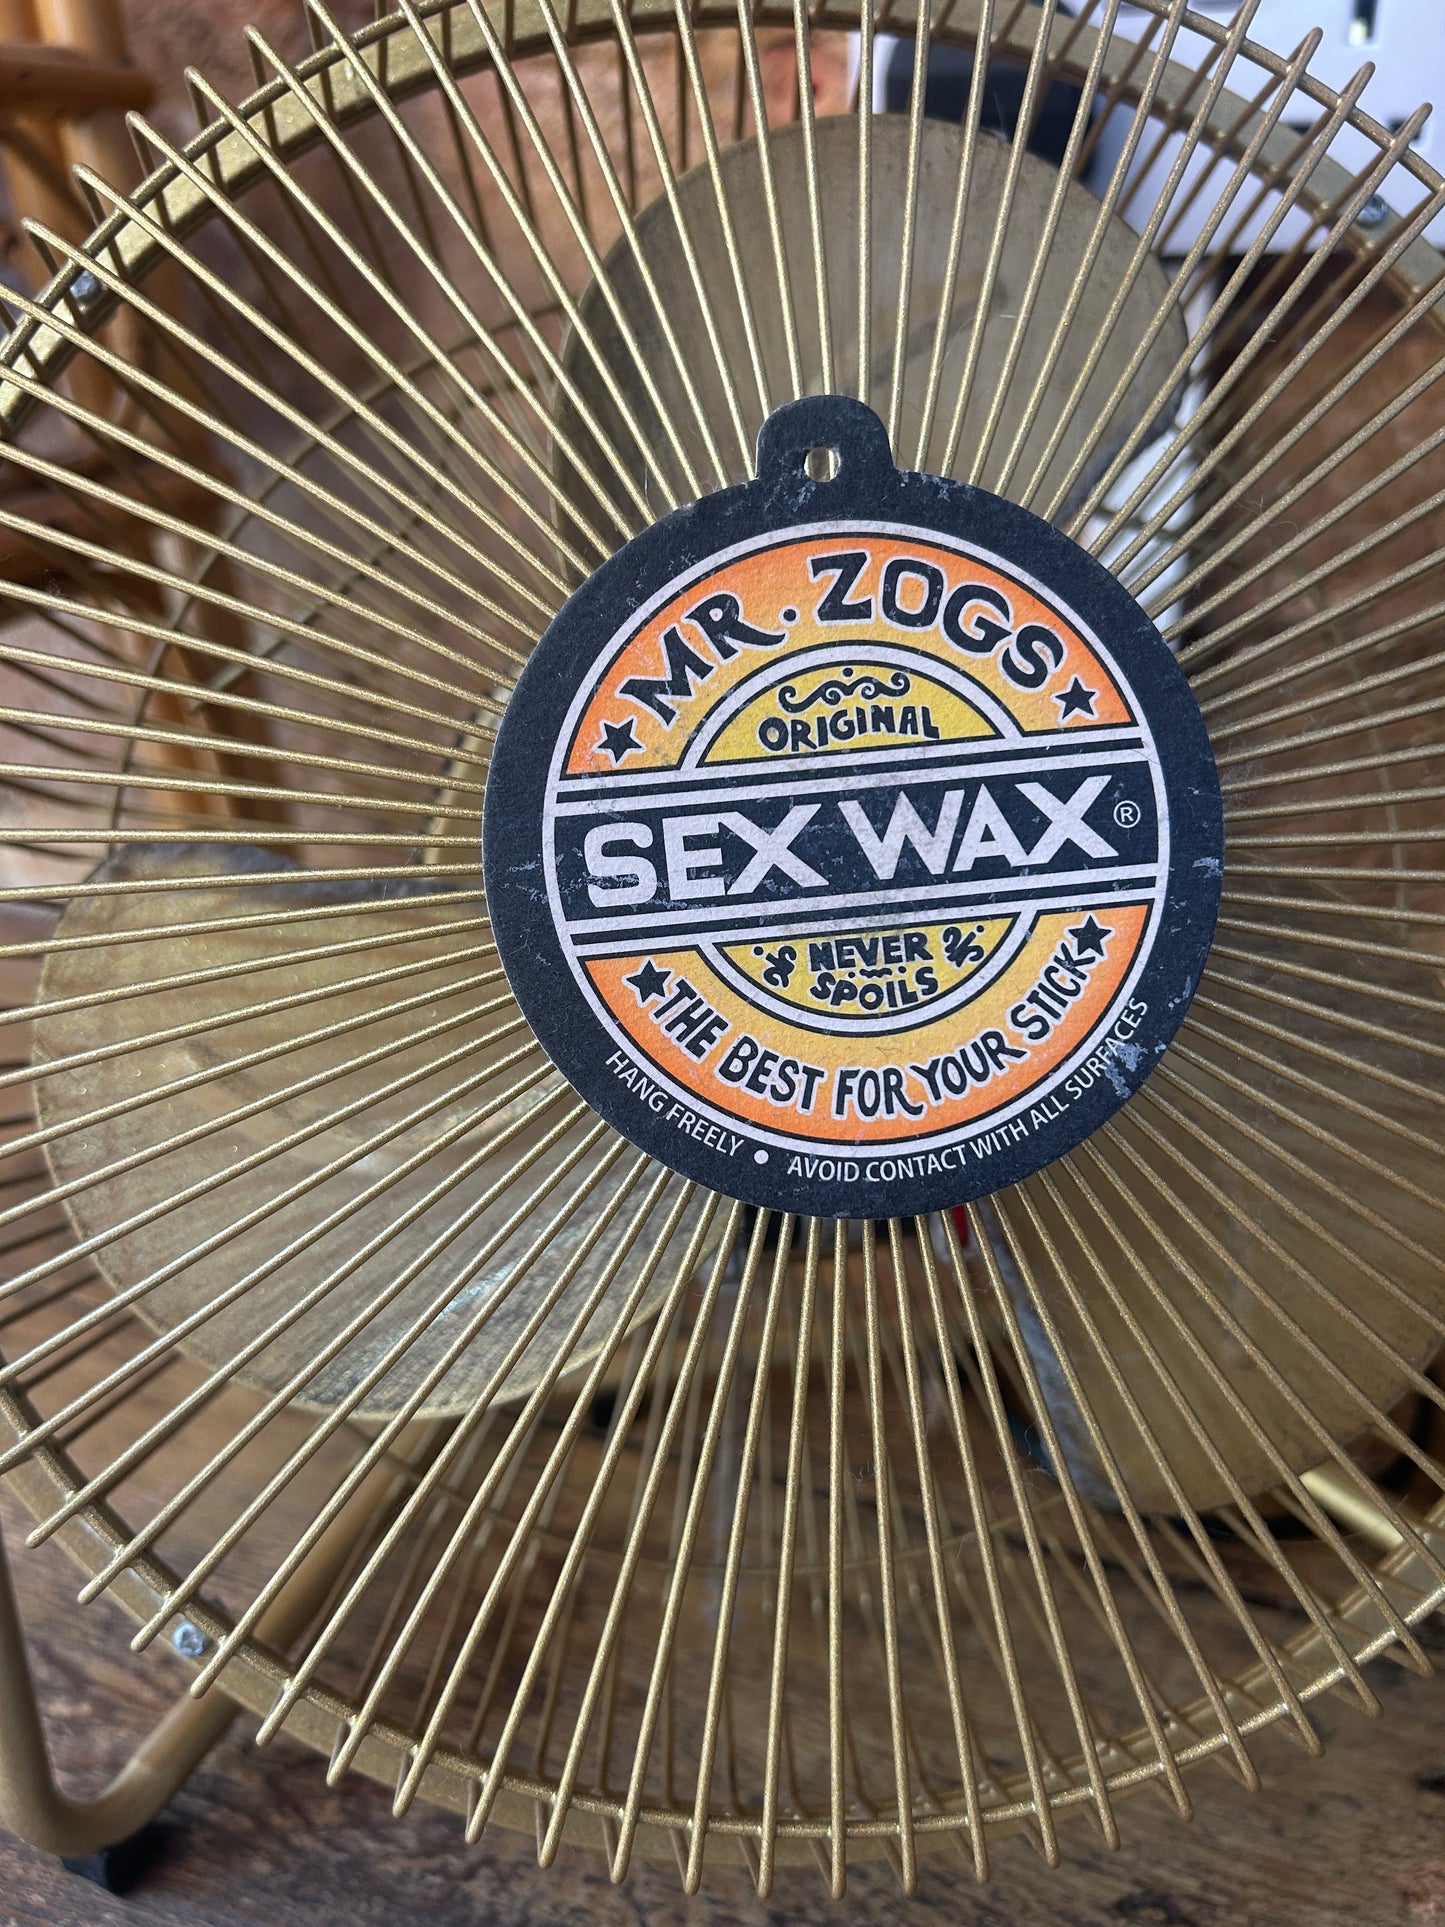 MR. ZOGS
ORIGINAL
SEX WAX®
NEVER
SPOILS
THE BEST FOR YOUR STICK
HANG FREELY • AVOID CONTACT WITH ALL SURFACES